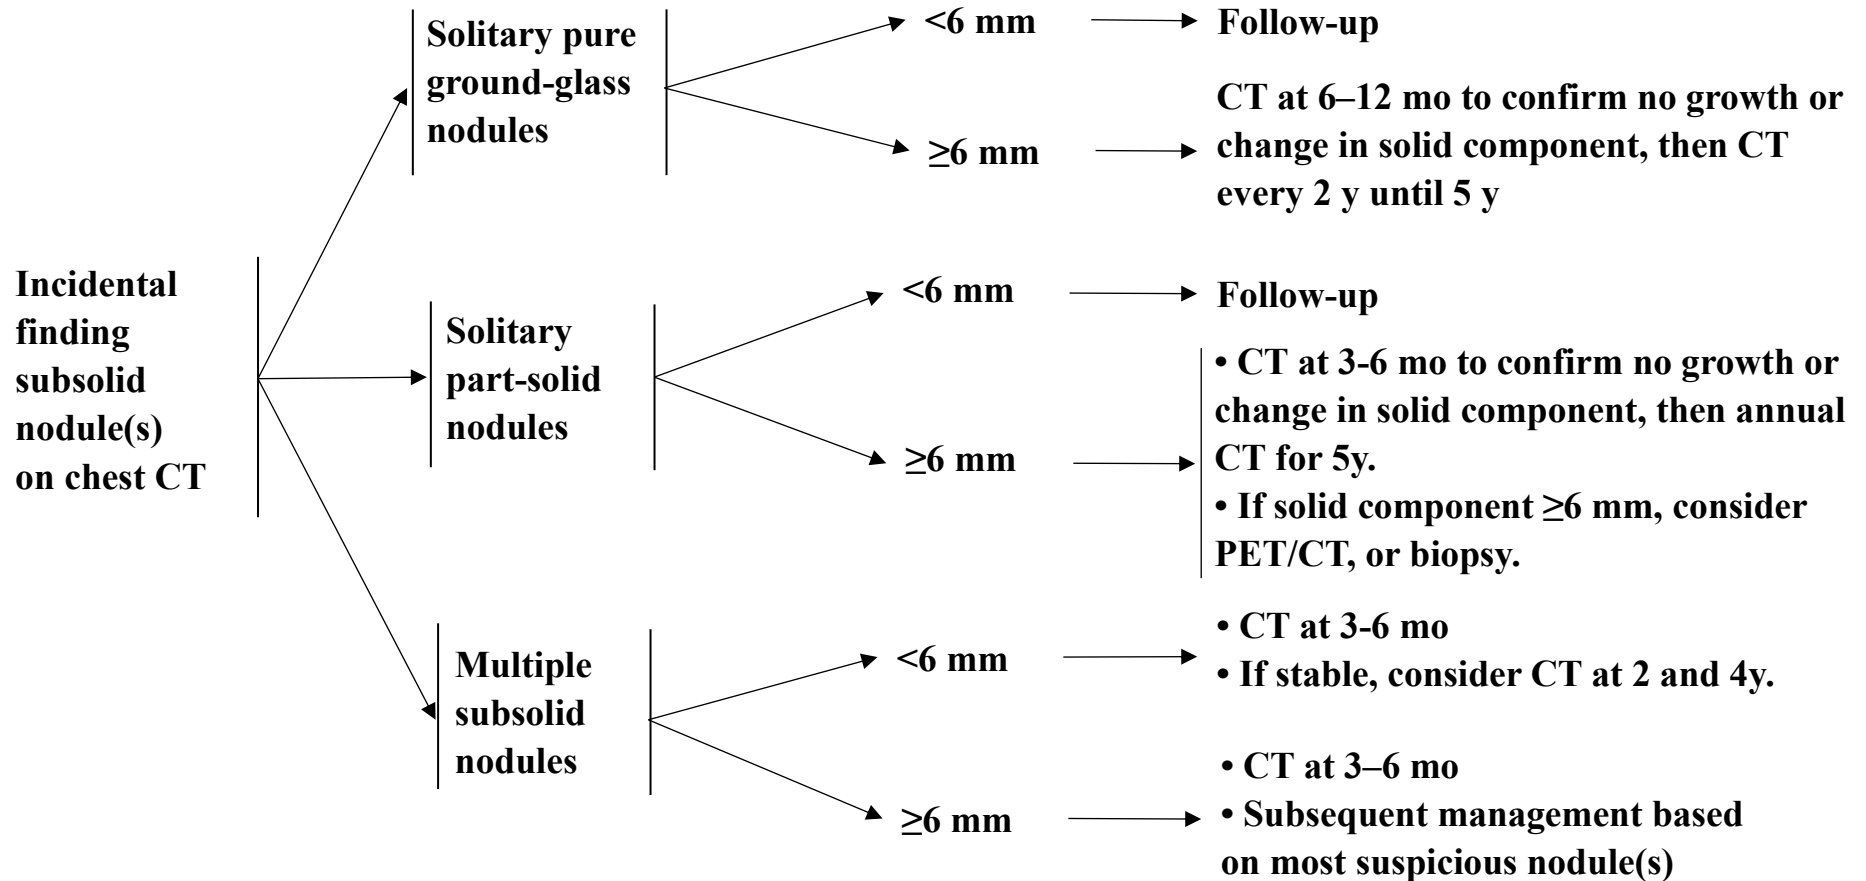 Incidental
finding
subsolid
nodule(s)
on chest CT
Solitary pure
ground-glass
nodules
<6 mm
Follow-up
≥6 mm
CT at 6–12 mo to confirm no growth or
change in solid component, then CT
every 2 y until 5 y
Solitary
part-solid
nodules
<6 mm
Follow-up
≥6 mm
• CT at 3-6 mo to confirm no growth or
change in solid component, then annual
CT for 5y.
• If solid component ≥6 mm, consider
PET/CT, or biopsy.
Multiple
subsolid
nodules
<6 mm
• CT at 3-6 mo
• If stable, consider CT at 2 and 4y.
≥6 mm
• CT at 3–6 mo
• Subsequent management based
on most suspicious nodule(s)